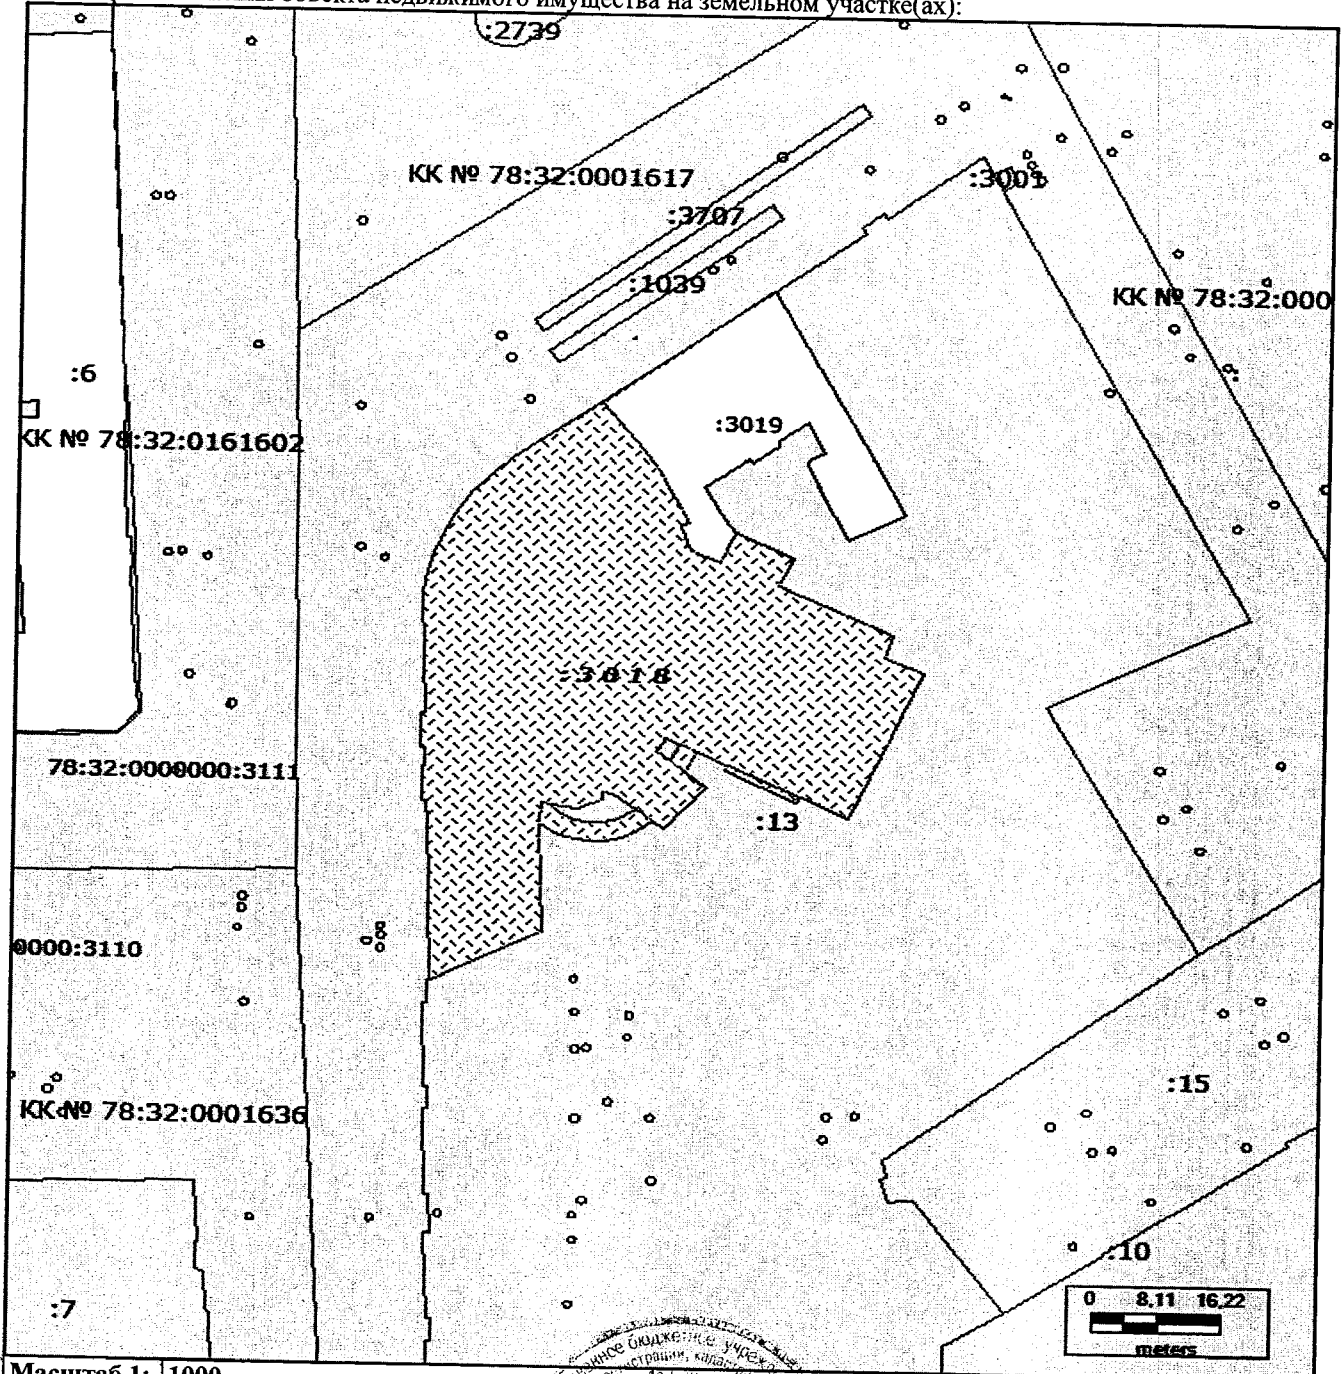 объекта недвижимого имущества на земельном участке(ах):
:2739
КК № 78:32:0001617
:3001
:3707
:1039
КК № 78:32:000
:6
:3019
КК № 78:32:0161602
:3018
78:32:0000000:3111
:13
0000:3110
:15
КК № 78:32:0001636
:10
:7
0 8,11 16,22
meters
бюджетное учреж
Масштаб 1: 1000